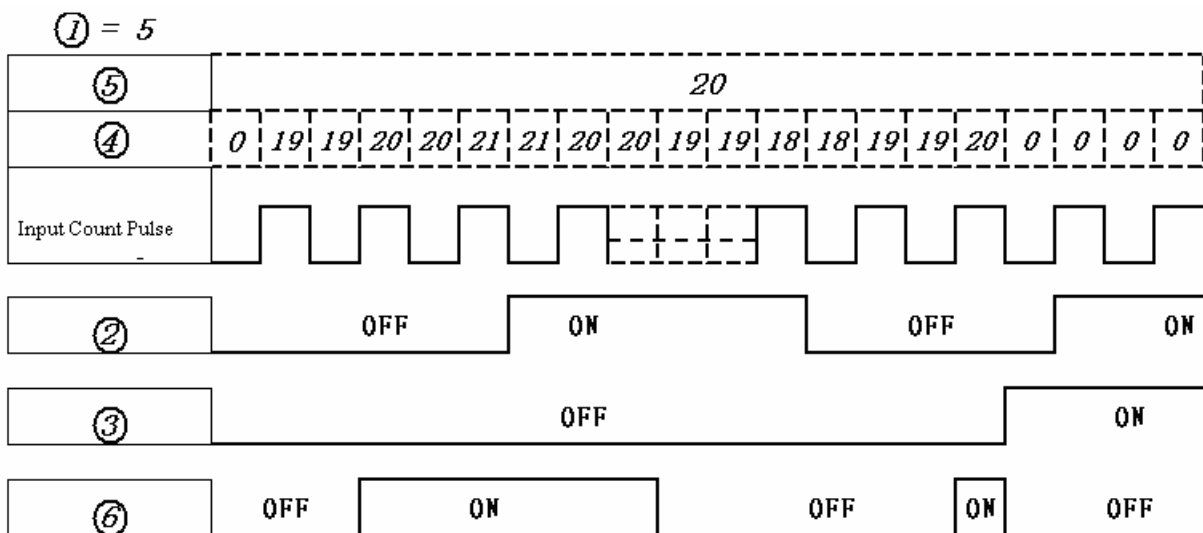 ① = 5
⑤ 20
④ 0 19 19 20 20 21 21 20 20 19 19 18 18 19 19 20 0 0 0 0
Input Count Pulse
② OFF ON OFF ON
③ OFF ON
⑥ OFF ON OFF ON OFF